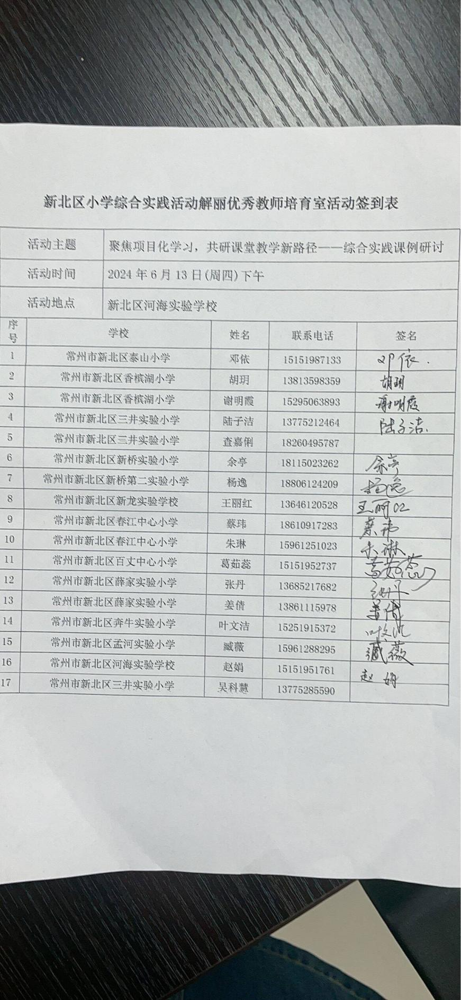 新北区小学综合实践活动解丽优秀教师培育室活动签到表
活动主题 聚焦项目化学习，共研课堂教学新路径——综合实践课例研讨
活动时间 2024 年 6 月 13 日(周四)下午
活动地点 新北区河海实验学校
序号 学校 姓名 联系电话 签名
1 常州市新北区泰山小学 邓依 15151987133 邓依.
2 常州市新北区香槟湖小学 胡玥 13813598359 胡玥
3 常州市新北区香槟湖小学 谢明霞 15295063893 谢明霞
4 常州市新北区三井实验小学 陆子洁 13775212464 陆子洁.
5 常州市新北区三井实验小学 查嘉俐 18260495787
6 常州市新北区新桥实验小学 余亭 18115023262 余亭
7 常州市新北区新桥第二实验小学 杨逸 18806124209 杨逸
8 常州市新北区新龙实验学校 王丽红 13646120528 王丽红
9 常州市新北区春江中心小学 蔡玮 18610917283 蔡玮
10 常州市新北区春江中心小学 朱琳 15961251023 朱琳
11 常州市新北区百丈中心小学 葛茹蕊 15151952737 葛茹蕊
12 常州市新北区薛家实验小学 张丹 13685217682 张丹
13 常州市新北区薛家实验小学 姜倩 13861115978 姜倩
14 常州市新北区奔牛实验小学 叶文洁 15251915372 叶文洁
15 常州市新北区孟河实验小学 臧薇 15961288295 臧薇
16 常州市新北区河海实验学校 赵娟 15151951761 赵娟
17 常州市新北区三井实验小学 吴科慧 13775285590